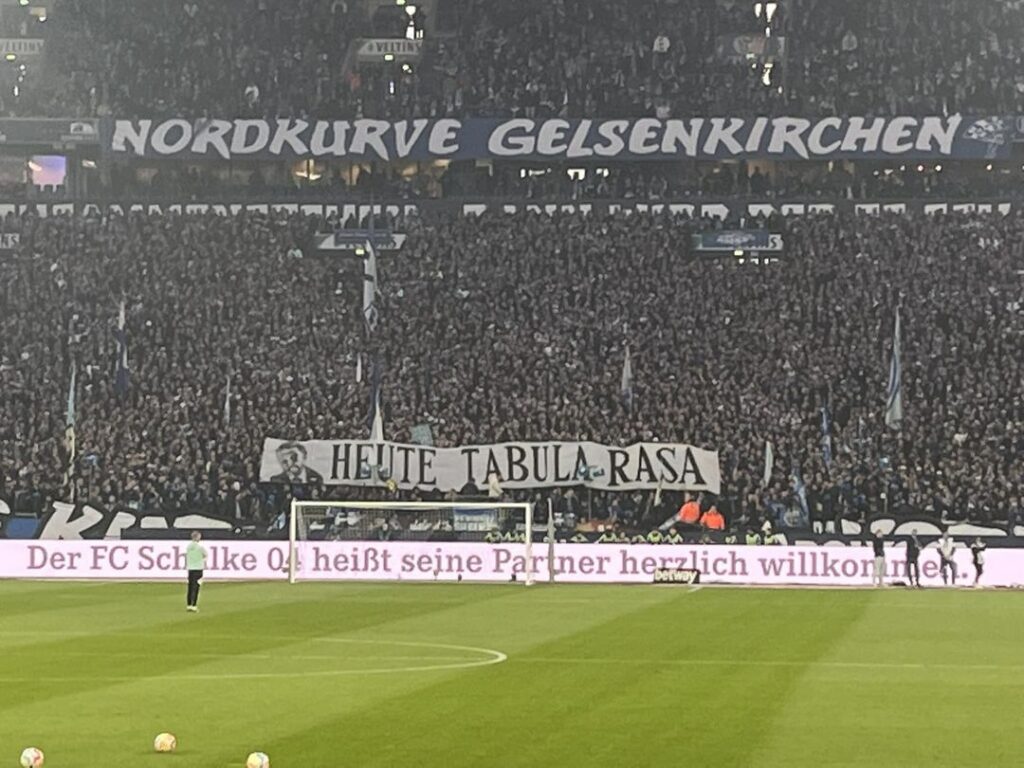 VELTINS
NORDKURVE GELSENKIRCHEN
HEUTE TABULA RASA
Der FC Schalke 04 heißt seine Partner herzlich willkommen.
betway